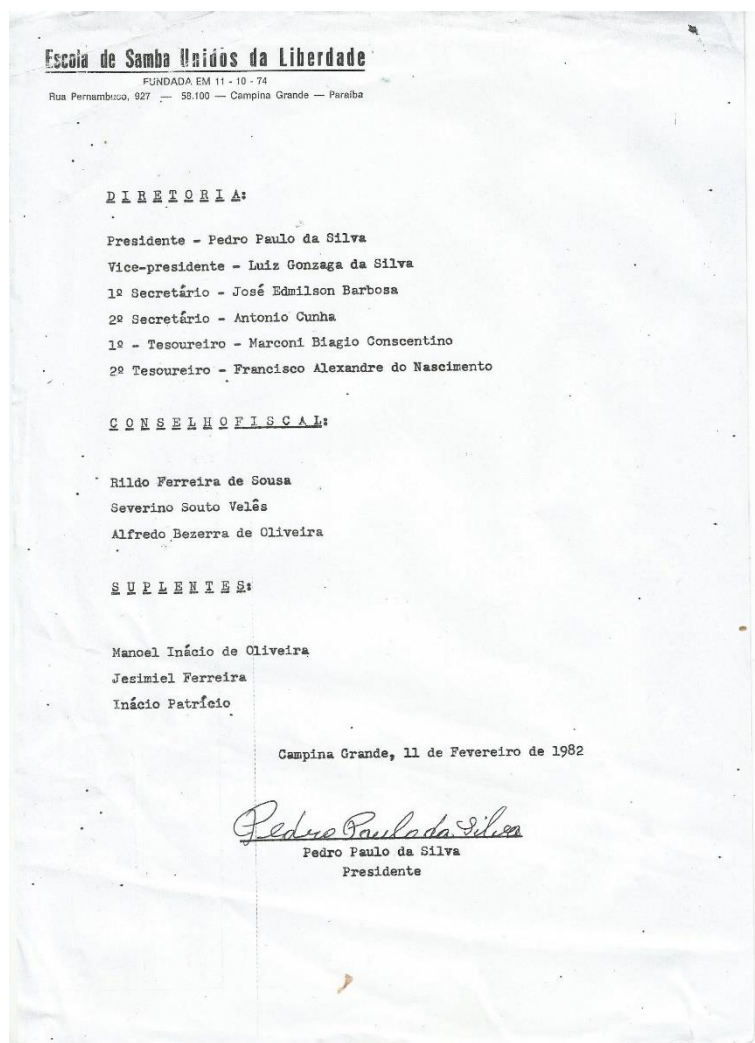 Escola de Samba Unidos da Liberdade
FUNDADA EM 11 - 10 - 74
Rua Pernambuco, 927 — 58.100 — Campina Grande — Paraíba
D I R E T O R I A:
Presidente - Pedro Paulo da Silva
Vice-presidente - Luiz Gonzaga da Silva
1º Secretário - José Edmilson Barbosa
2º Secretário - Antonio Cunha
1º - Tesoureiro - Marconi Biagio Conscentino
2º Tesoureiro - Francisco Alexandre do Nascimento
C O N S E L H O F I S C A L:
Rildo Ferreira de Sousa
Severino Souto Velês
Alfredo Bezerra de Oliveira
S U P L E N T E S:
Manoel Inácio de Oliveira
Jesimiel Ferreira
Inácio Patrício
Campina Grande, 11 de Fevereiro de 1982
Pedro Paulo da Silva
Pedro Paulo da Silva
Presidente